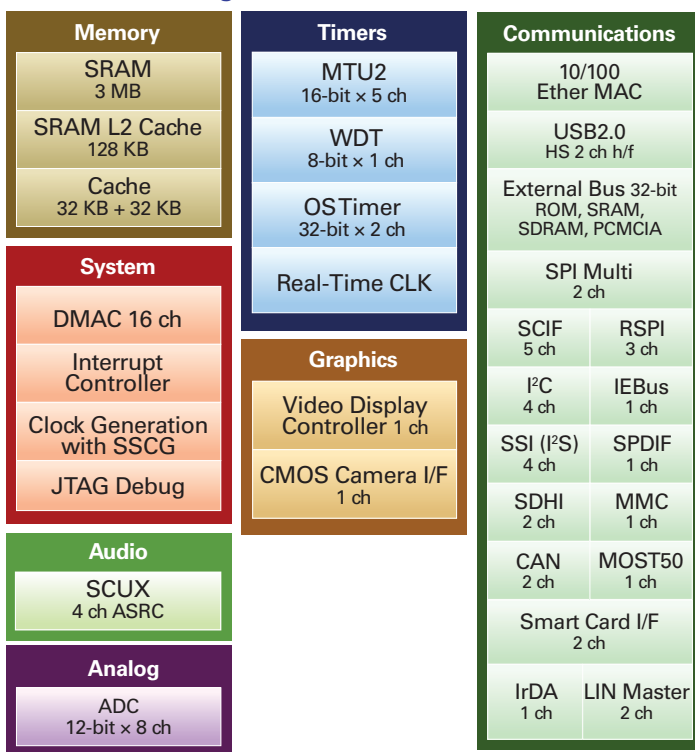 Memory
SRAM
3 MB
SRAM L2 Cache
128 KB
Cache
32 KB + 32 KB
System
DMAC 16 ch
Interrupt
Controller
Clock Generation
with SSCG
JTAG Debug
Audio
SCUX
4 ch ASRC
Analog
ADC
12-bit × 8 ch
Timers
MTU2
16-bit × 5 ch
WDT
8-bit × 1 ch
OS Timer
32-bit × 2 ch
Real-Time CLK
Graphics
Video Display
Controller 1 ch
CMOS Camera I/F
1 ch
Communications
10/100
Ether MAC
USB2.0
HS 2 ch h/f
External Bus 32-bit
ROM, SRAM,
SDRAM, PCMCIA
SPI Multi
2 ch
SCIF
5 ch
RSPI
3 ch
I²C
4 ch
IEBus
1 ch
SSI (I²S)
4 ch
SPDIF
1 ch
SDHI
2 ch
MMC
1 ch
CAN
2 ch
MOST50
1 ch
Smart Card I/F
2 ch
IrDA
1 ch
LIN Master
2 ch